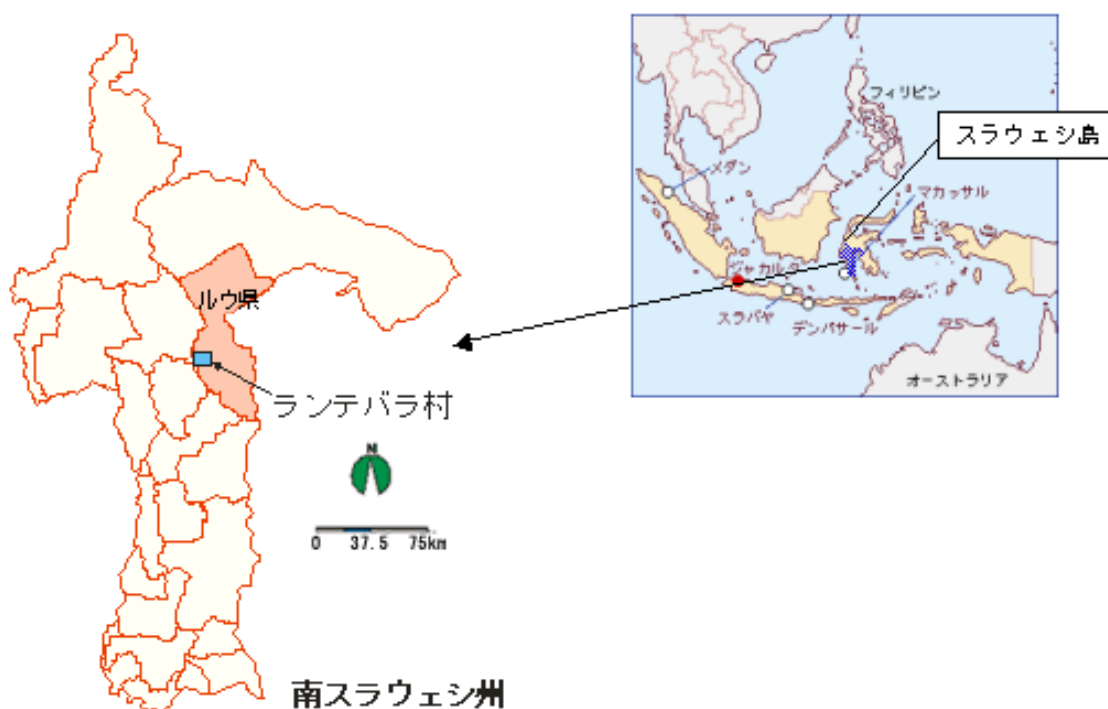 ルウ県
ランテバラ村
N
0 37.5 75km
南スラウェシ州
フィリピン
スラウェシ島
メダン
マカッサル
ジャカルタ
スラバヤ
デンパサール
オーストラリア